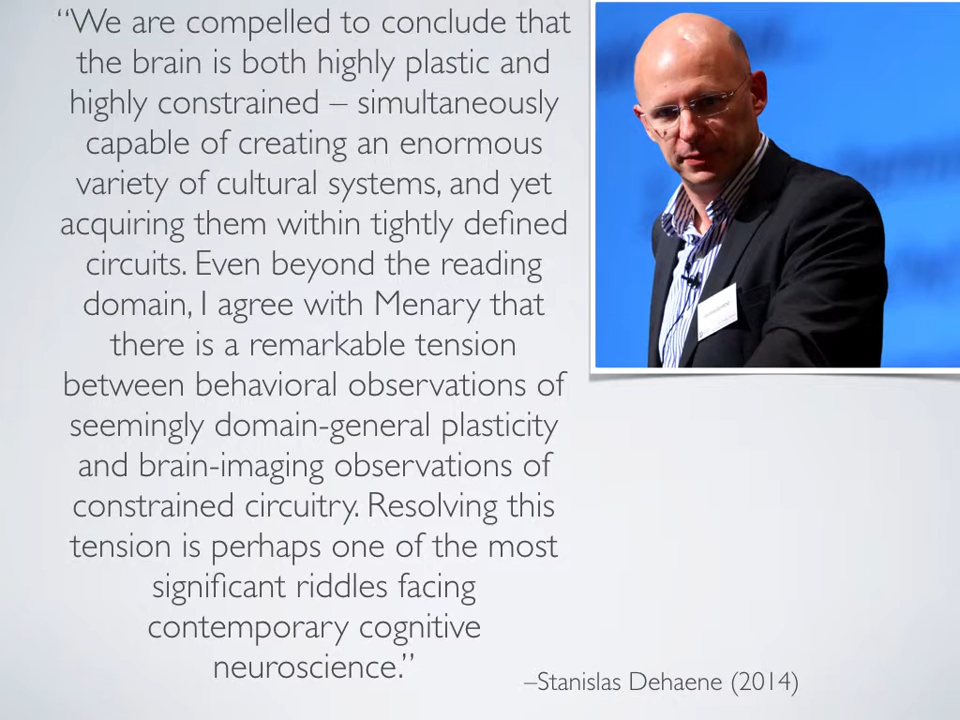 “We are compelled to conclude that
the brain is both highly plastic and
highly constrained – simultaneously
capable of creating an enormous
variety of cultural systems, and yet
acquiring them within tightly defined
circuits. Even beyond the reading
domain, I agree with Menary that
there is a remarkable tension
between behavioral observations of
seemingly domain-general plasticity
and brain-imaging observations of
constrained circuitry. Resolving this
tension is perhaps one of the most
significant riddles facing
contemporary cognitive
neuroscience.”
–Stanislas Dehaene (2014)